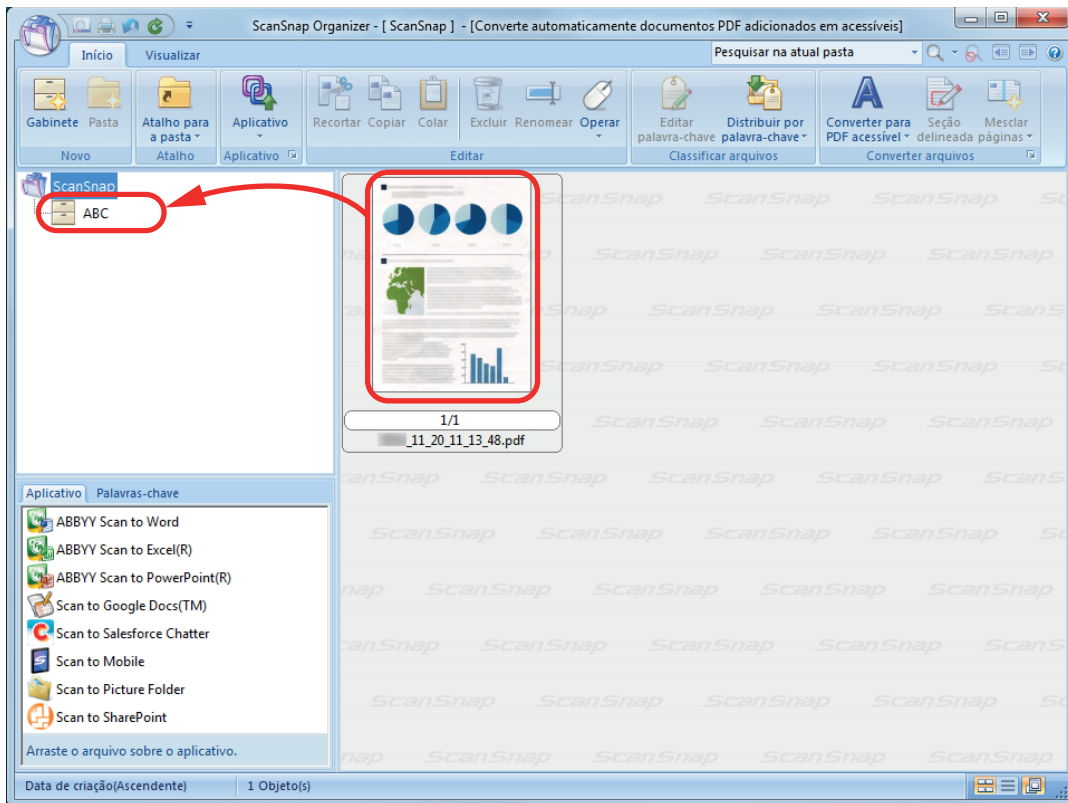 ScanSnap Organizer - [ ScanSnap ] - [Converte automaticamente documentos PDF adicionados em acessíveis]
Início Visualizar
Pesquisar na atual pasta
Gabinete Pasta Atalho para a pasta Aplicativo Recortar Copiar Colar Excluir Renomear Operar Editar palavra-chave Distribuir por palavra-chave Converter para PDF acessível Seção delineada Mesclar páginas
Novo Atalho Aplicativo Editar Classificar arquivos Converter arquivos
ScanSnap
ABC
1/1
_11_20_11_13_48.pdf
Aplicativo Palavras-chave
ABBYY Scan to Word
ABBYY Scan to Excel(R)
ABBYY Scan to PowerPoint(R)
Scan to Google Docs(TM)
Scan to Salesforce Chatter
Scan to Mobile
Scan to Picture Folder
Scan to SharePoint
Arraste o arquivo sobre o aplicativo.
Data de criação(Ascendente) 1 Objeto(s)